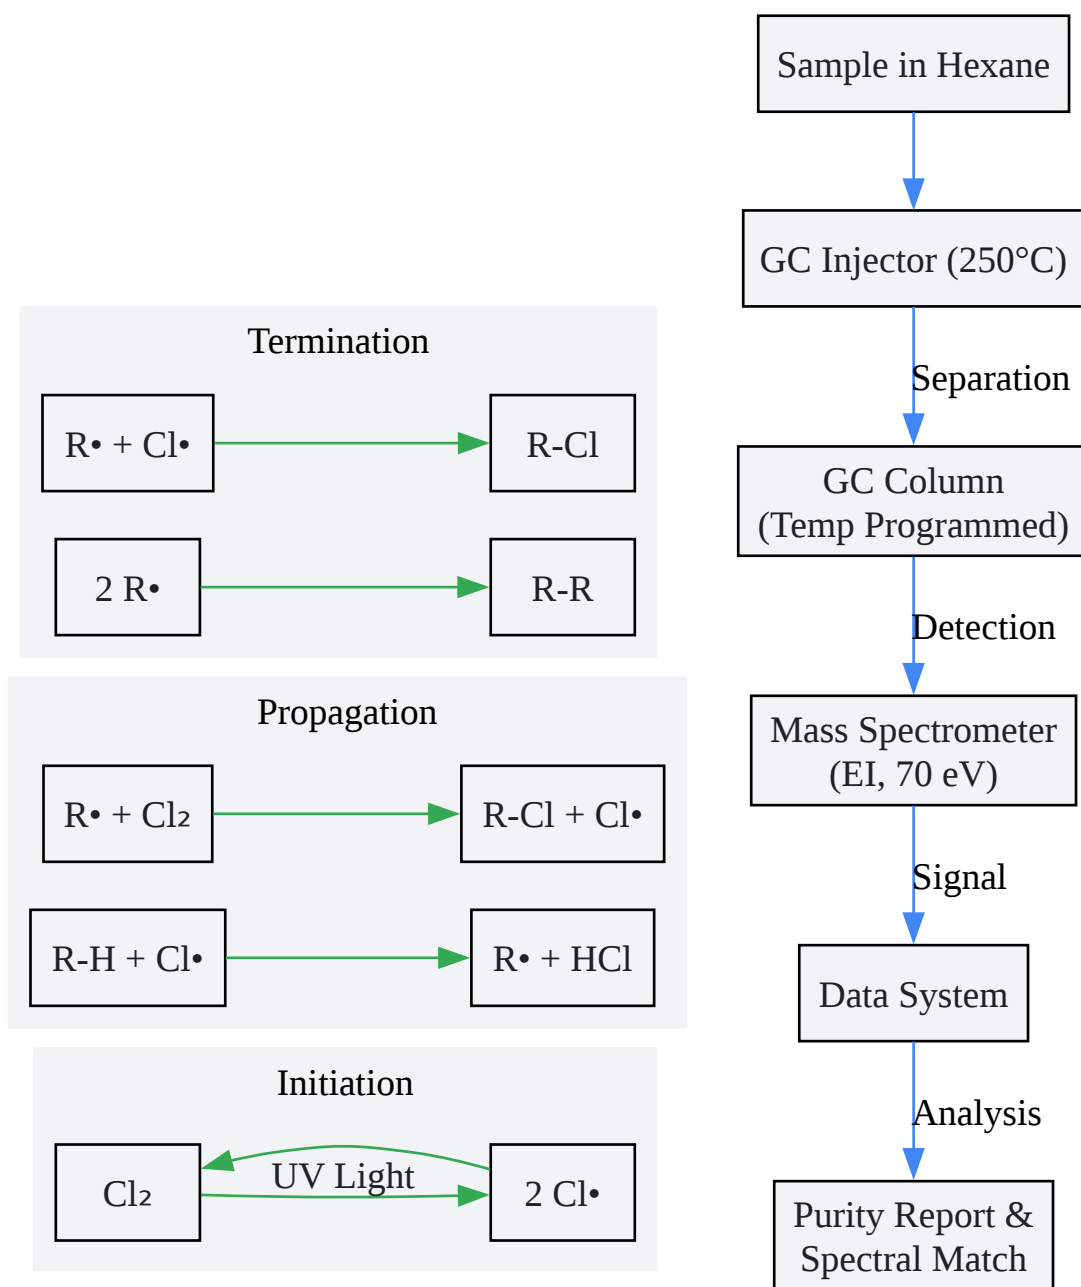 Termination
R• + Cl•
R-Cl
2 R•
R-R
Propagation
R• + Cl₂
R-Cl + Cl•
R-H + Cl•
R• + HCl
Initiation
Cl₂
UV Light
2 Cl•
Sample in Hexane
GC Injector (250°C)
Separation
GC Column
(Temp Programmed)
Detection
Mass Spectrometer
(EI, 70 eV)
Signal
Data System
Analysis
Purity Report &
Spectral Match